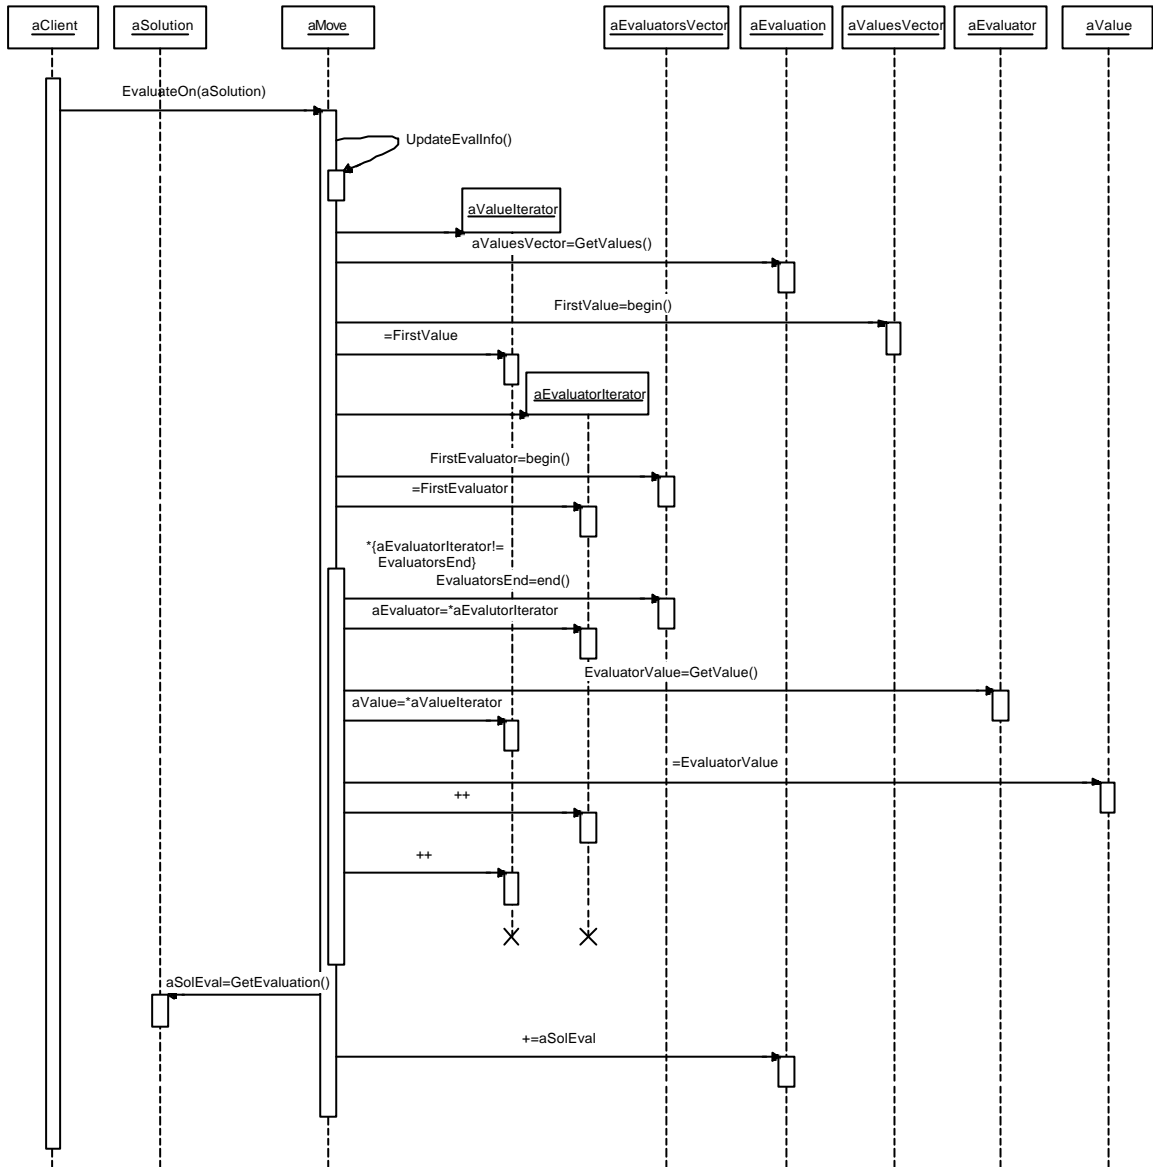 aClient
aSolution
aMove
aEvaluatorsVector
aEvaluation
aValuesVector
aEvaluator
aValue
EvaluateOn(aSolution)
UpdateEvalInfo()
aValueIterator
aValuesVector=GetValues()
FirstValue=begin()
=FirstValue
aEvaluatorIterator
FirstEvaluator=begin()
=FirstEvaluator
*{aEvaluatorIterator!=
EvaluatorsEnd}
EvaluatorsEnd=end()
aEvaluator=*aEvalutorIterator
EvaluatorValue=GetValue()
aValue=*aValueIterator
=EvaluatorValue
++
++
aSolEval=GetEvaluation()
+=aSolEval